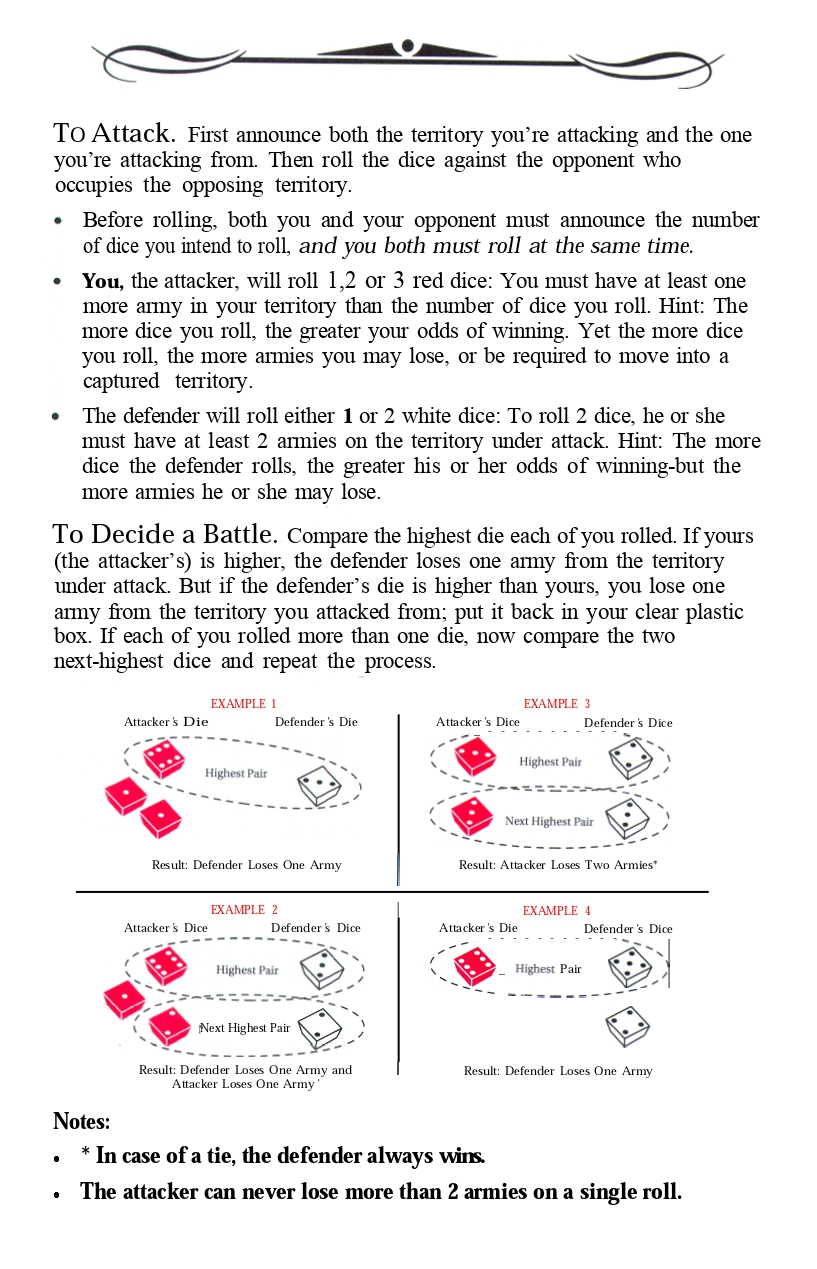 TO Attack. First announce both the territory you're attacking and the one
you're attacking from. Then roll the dice against the opponent who
occupies the opposing territory.
• Before rolling, both you and your opponent must announce the number
of dice you intend to roll, and you both must roll at the same time.
• You, the attacker, will roll 1,2 or 3 red dice: You must have at least one
more army in your territory than the number of dice you roll. Hint: The
more dice you roll, the greater your odds of winning. Yet the more dice
you roll, the more armies you may lose, or be required to move into a
captured territory.
• The defender will roll either 1 or 2 white dice: To roll 2 dice, he or she
must have at least 2 armies on the territory under attack. Hint: The more
dice the defender rolls, the greater his or her odds of winning-but the
more armies he or she may lose.
To Decide a Battle. Compare the highest die each of you rolled. If yours
(the attacker's) is higher, the defender loses one army from the territory
under attack. But if the defender's die is higher than yours, you lose one
army from the territory you attacked from; put it back in your clear plastic
box. If each of you rolled more than one die, now compare the two
next-highest dice and repeat the process.
EXAMPLE 1
Attacker's Die Defender's Die
Highest Pair
Result: Defender Loses One Army
EXAMPLE 3
Attacker's Dice Defender's Dice
Highest Pair
Next Highest Pair
Result: Attacker Loses Two Armies*
EXAMPLE 2
Attacker's Dice Defender's Dice
Highest Pair
Next Highest Pair
Result: Defender Loses One Army and
Attacker Loses One Army'
EXAMPLE 4
Attacker's Die Defender's Dice
Highest Pair
Result: Defender Loses One Army
Notes:
• * In case of a tie, the defender always wins.
• The attacker can never lose more than 2 armies on a single roll.